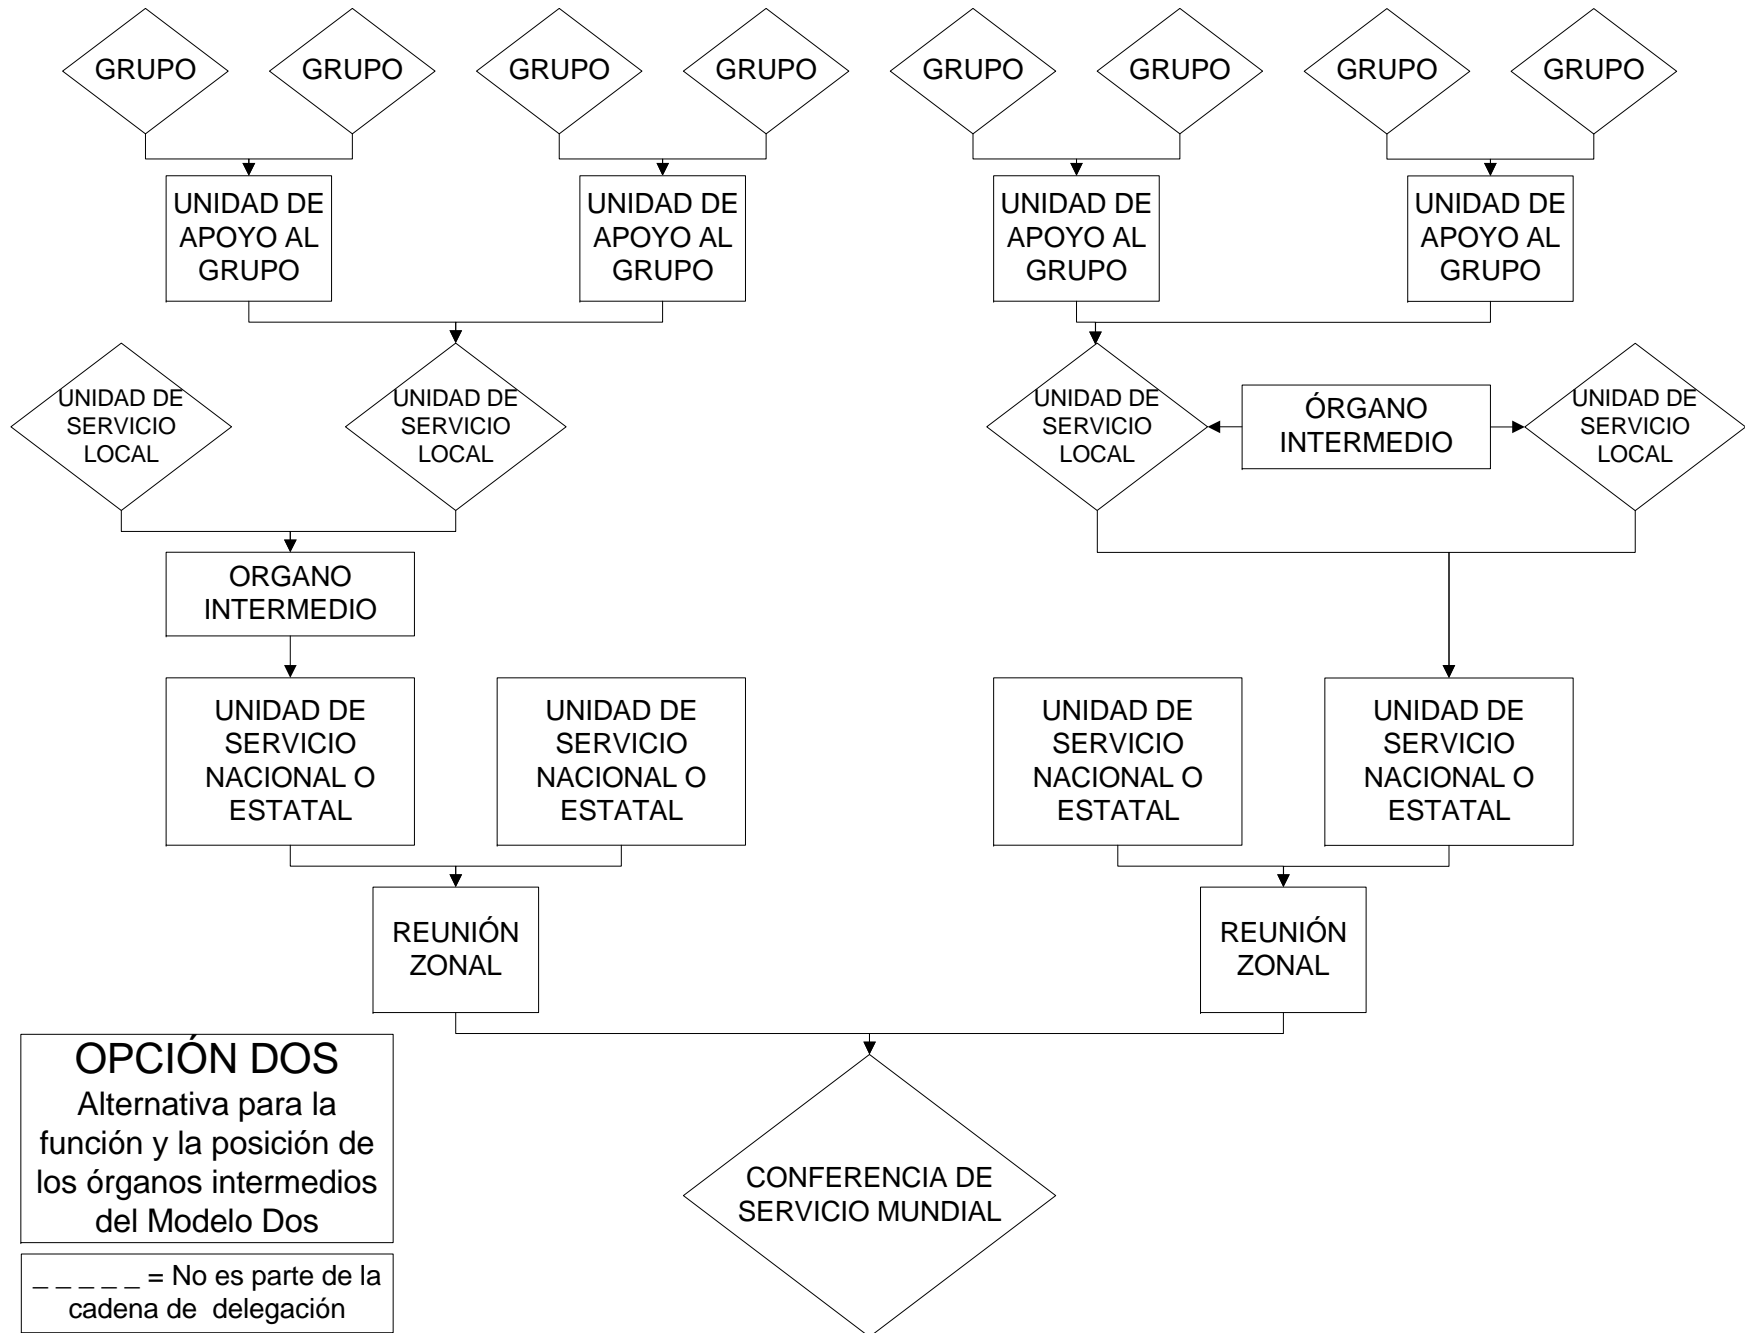 GRUPO
GRUPO
GRUPO
GRUPO
GRUPO
GRUPO
GRUPO
GRUPO
UNIDAD DE
APOYO AL
GRUPO
UNIDAD DE
APOYO AL
GRUPO
UNIDAD DE
APOYO AL
GRUPO
UNIDAD DE
APOYO AL
GRUPO
UNIDAD DE
SERVICIO
LOCAL
UNIDAD DE
SERVICIO
LOCAL
UNIDAD DE
SERVICIO
LOCAL
ÓRGANO
INTERMEDIO
UNIDAD DE
SERVICIO
LOCAL
ORGANO
INTERMEDIO
UNIDAD DE
SERVICIO
NACIONAL O
ESTATAL
UNIDAD DE
SERVICIO
NACIONAL O
ESTATAL
UNIDAD DE
SERVICIO
NACIONAL O
ESTATAL
UNIDAD DE
SERVICIO
NACIONAL O
ESTATAL
REUNIÓN
ZONAL
REUNIÓN
ZONAL
OPCIÓN DOS
Alternativa para la
función y la posición de
los órganos intermedios
del Modelo Dos
CONFERENCIA DE
SERVICIO MUNDIAL
_ _ _ _ _ = No es parte de la
cadena de delegación